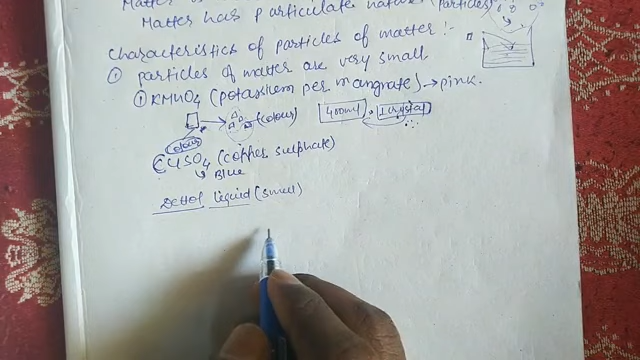 Matter
Matter has particulate nature (particles)
Characteristics of particles of matter :-
① particles of matter are very small
① KMnO4 (potassium per mangnate) → pink.
(colour) 400ml 1 crystal
colour
CuSO4 (copper sulphate)
Blue
Dettol liquid (smell)